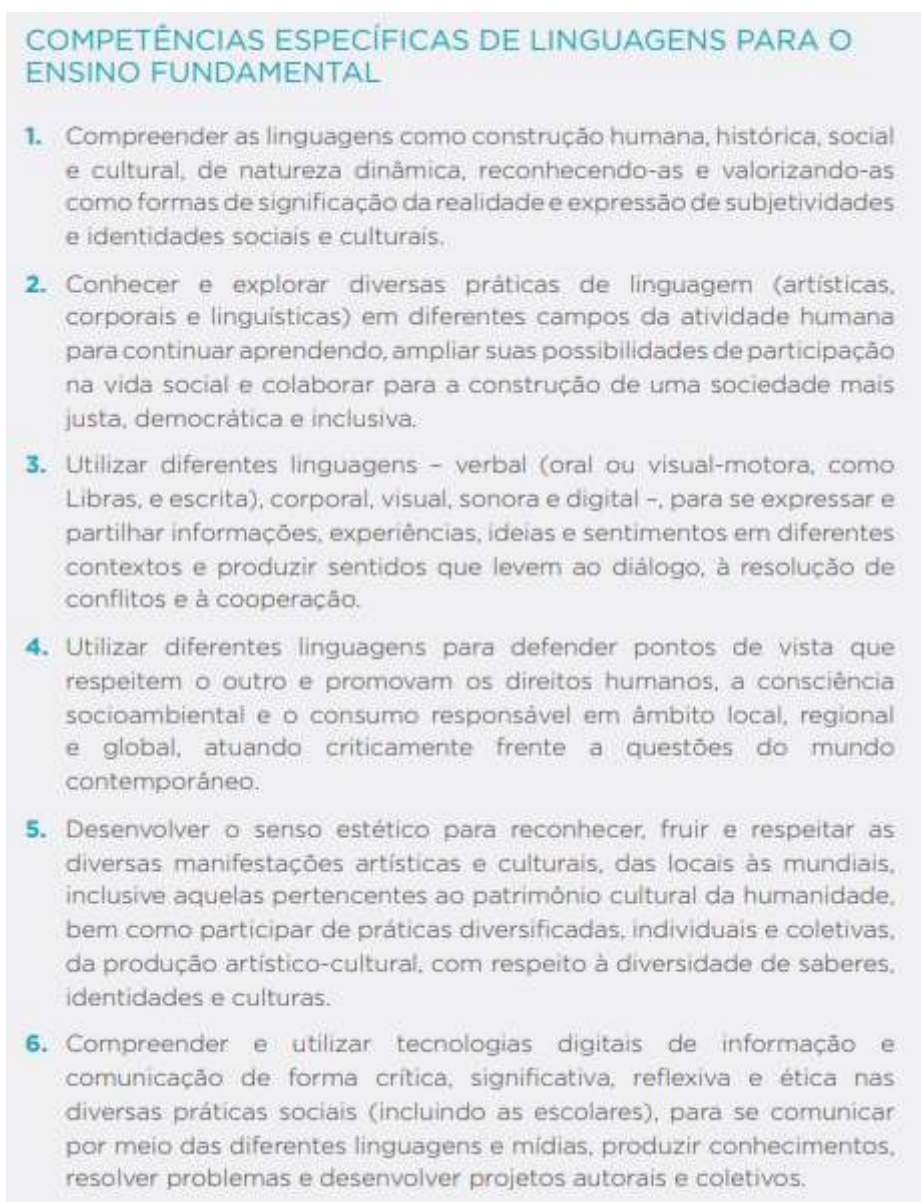 COMPETÊNCIAS ESPECÍFICAS DE LINGUAGENS PARA O
ENSINO FUNDAMENTAL
1. Compreender as linguagens como construção humana, histórica, social
e cultural, de natureza dinâmica, reconhecendo-as e valorizando-as
como formas de significação da realidade e expressão de subjetividades
e identidades sociais e culturais.
2. Conhecer e explorar diversas práticas de linguagem (artísticas,
corporais e linguísticas) em diferentes campos da atividade humana
para continuar aprendendo, ampliar suas possibilidades de participação
na vida social e colaborar para a construção de uma sociedade mais
justa, democrática e inclusiva.
3. Utilizar diferentes linguagens – verbal (oral ou visual-motora, como
Libras, e escrita), corporal, visual, sonora e digital –, para se expressar e
partilhar informações, experiências, ideias e sentimentos em diferentes
contextos e produzir sentidos que levem ao diálogo, à resolução de
conflitos e à cooperação.
4. Utilizar diferentes linguagens para defender pontos de vista que
respeitem o outro e promovam os direitos humanos, a consciência
socioambiental e o consumo responsável em âmbito local, regional
e global, atuando criticamente frente a questões do mundo
contemporâneo.
5. Desenvolver o senso estético para reconhecer, fruir e respeitar as
diversas manifestações artísticas e culturais, das locais às mundiais,
inclusive aquelas pertencentes ao patrimônio cultural da humanidade,
bem como participar de práticas diversificadas, individuais e coletivas,
da produção artístico-cultural, com respeito à diversidade de saberes,
identidades e culturas.
6. Compreender e utilizar tecnologias digitais de informação e
comunicação de forma crítica, significativa, reflexiva e ética nas
diversas práticas sociais (incluindo as escolares), para se comunicar
por meio das diferentes linguagens e mídias, produzir conhecimentos,
resolver problemas e desenvolver projetos autorais e coletivos.